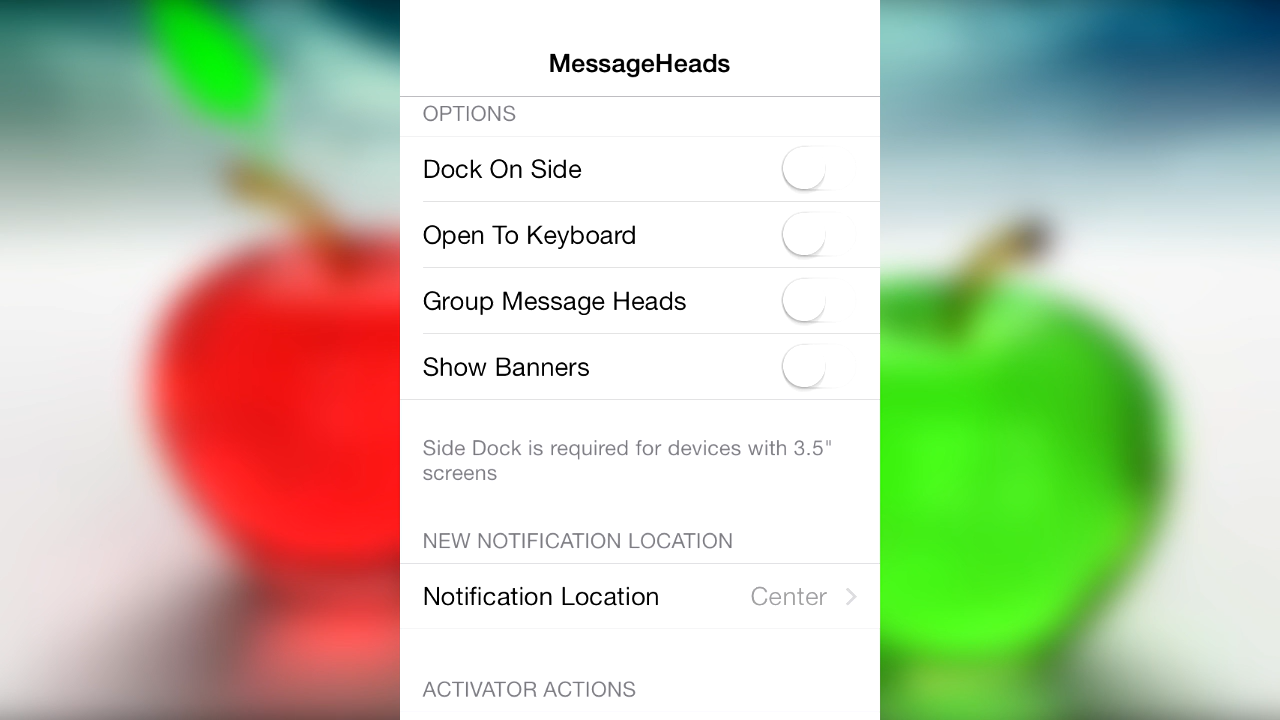 MessageHeads
OPTIONS
Dock On Side
Open To Keyboard
Group Message Heads
Show Banners
Side Dock is required for devices with 3.5"
screens
NEW NOTIFICATION LOCATION
Notification Location Center
ACTIVATOR ACTIONS